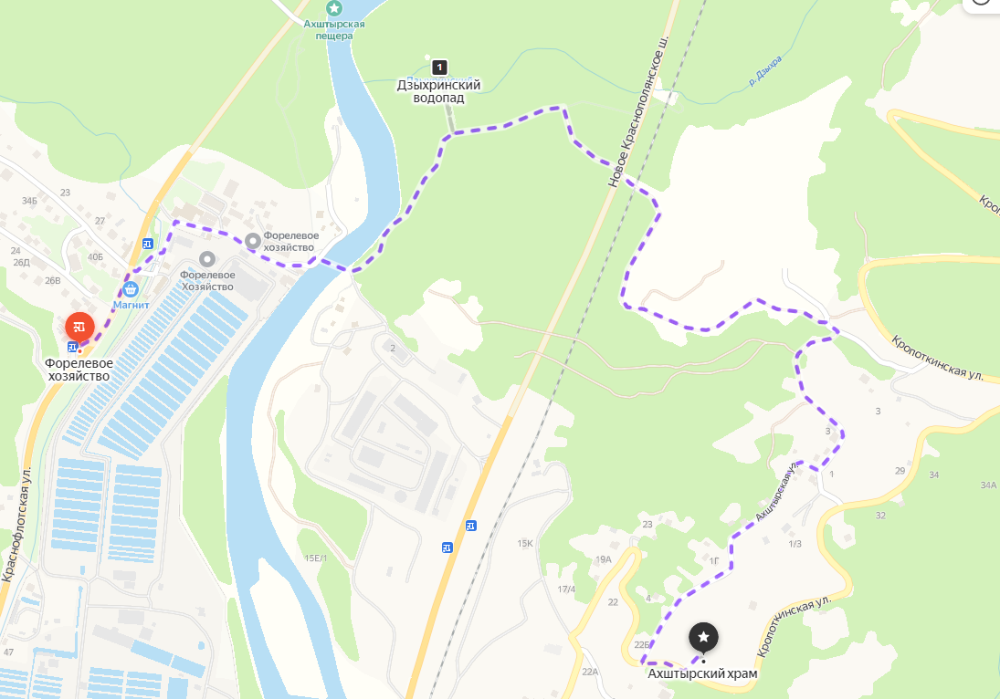 Ахштырская
пещера
1
Дзыхринский
водопад
р. Дзыхра
Новое Краснополянское ш.
23
34Б
27
24
26Д
40Б
26В
Форелевое
хозяйство
Форелевое
Хозяйство
Магнит
Форелевое
хозяйство
2
Кропоткинская ул.
3
3
1
29
34
34А
32
Ахштырская ул.
1/3
23
19А
1Г
15К
15Е/1
17/4
22
4
22Б
22А
Краснофлотская ул.
47
Кропоткинская ул.
Ахштырский храм